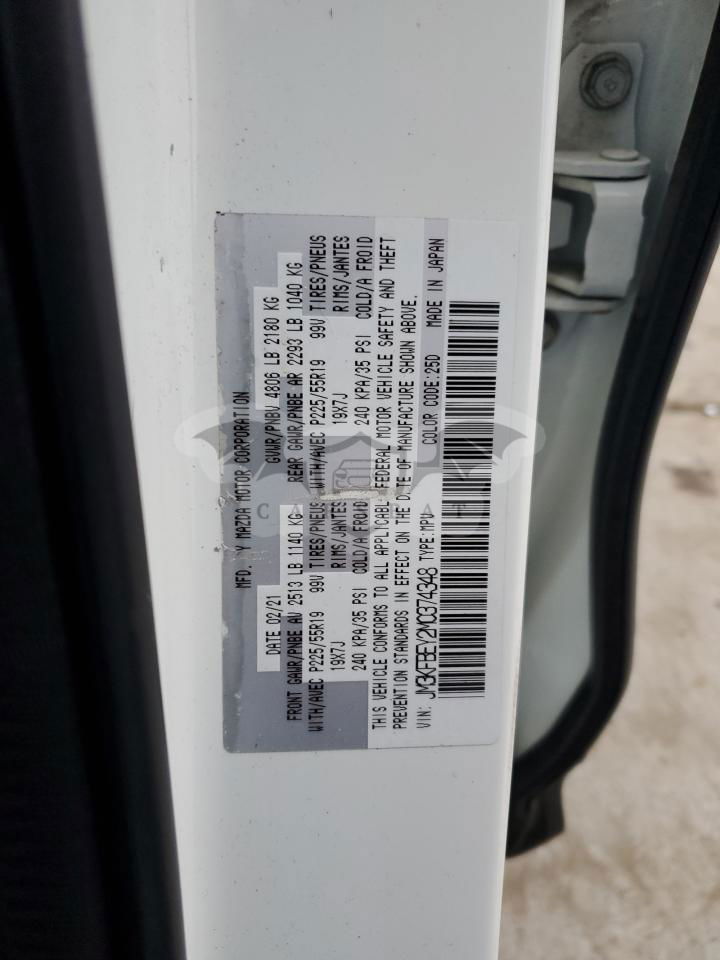 MFD. BY MAZDA MOTOR CORPORATION
DATE 02/21 GVWR/PNBV 4806 LB 2180 KG
FRONT GAWR/PNBE AV 2513 LB 1140 KG REAR GAWR/PNBE AR 2293 LB 1040 KG
WITH/AVEC P225/55R19 99V TIRES/PNEUS WITH/AVEC P225/55R19 99V TIRES/PNEUS
19X7J RIMS/JANTES 19X7J RIMS/JANTES
240 KPA/35 PSI COLD/A FROID 240 KPA/35 PSI COLD/A FROID
THIS VEHICLE CONFORMS TO ALL APPLICABLE FEDERAL MOTOR VEHICLE SAFETY AND THEFT
PREVENTION STANDARDS IN EFFECT ON THE DATE OF MANUFACTURE SHOWN ABOVE.
VIN: JM3KFBEY2M0374348 TYPE:MPV COLOR CODE:25D MADE IN JAPAN